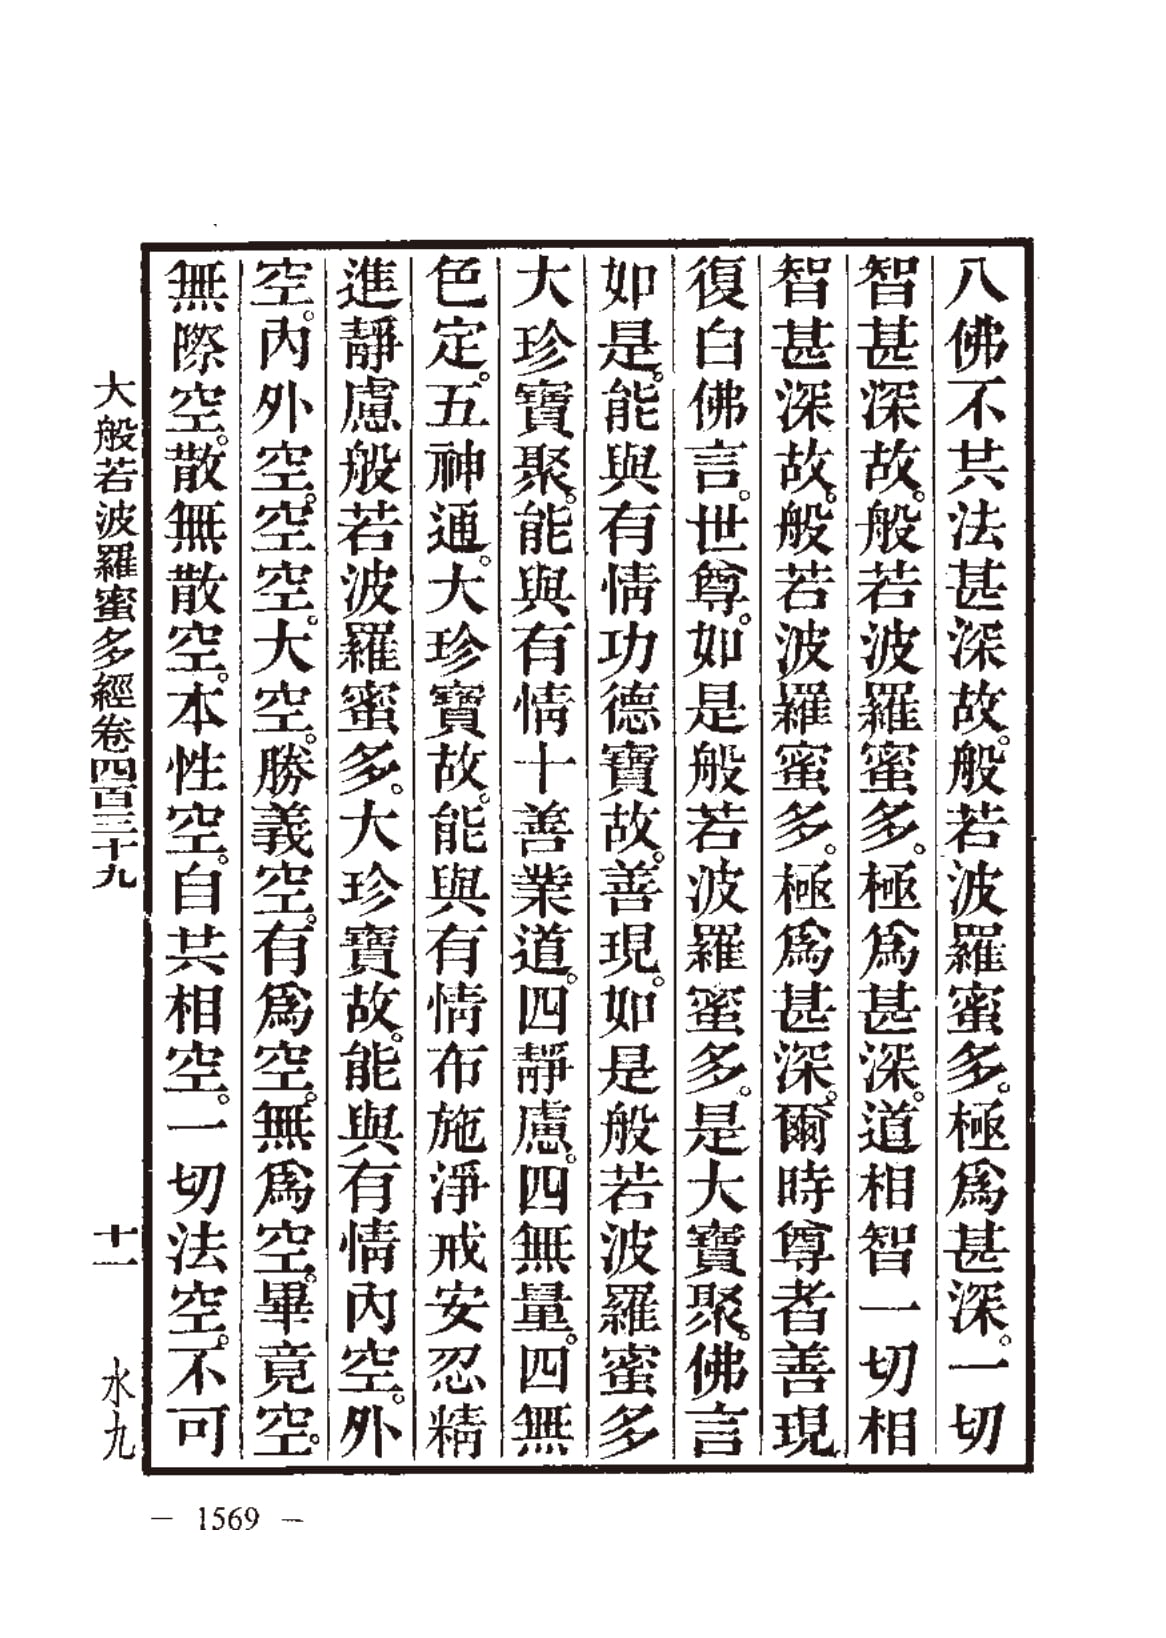 八佛不共法甚深故。般若波羅蜜多。極爲甚深。一切
智甚深故。般若波羅蜜多。極爲甚深。道相智一切相
智甚深故。般若波羅蜜多。極爲甚深。爾時尊者善現
復白佛言。世尊。如是般若波羅蜜多。是大寶聚。佛言
如是。能與有情功德寶故。善現。如是般若波羅蜜多
大珍寶聚。能與有情十善業道。四靜慮。四無量。四無
色定。五神通。大珍寶故。能與有情布施淨戒安忍精
進靜慮般若波羅蜜多。大珍寶故。能與有情內空。外
空。內外空。空空。大空。勝義空。有爲空。無爲空。畢竟空。
無際空。散無散空。本性空。自共相空。一切法空。不可
大般若波羅蜜多經卷四百三十九 十一 水九
— 1569 —